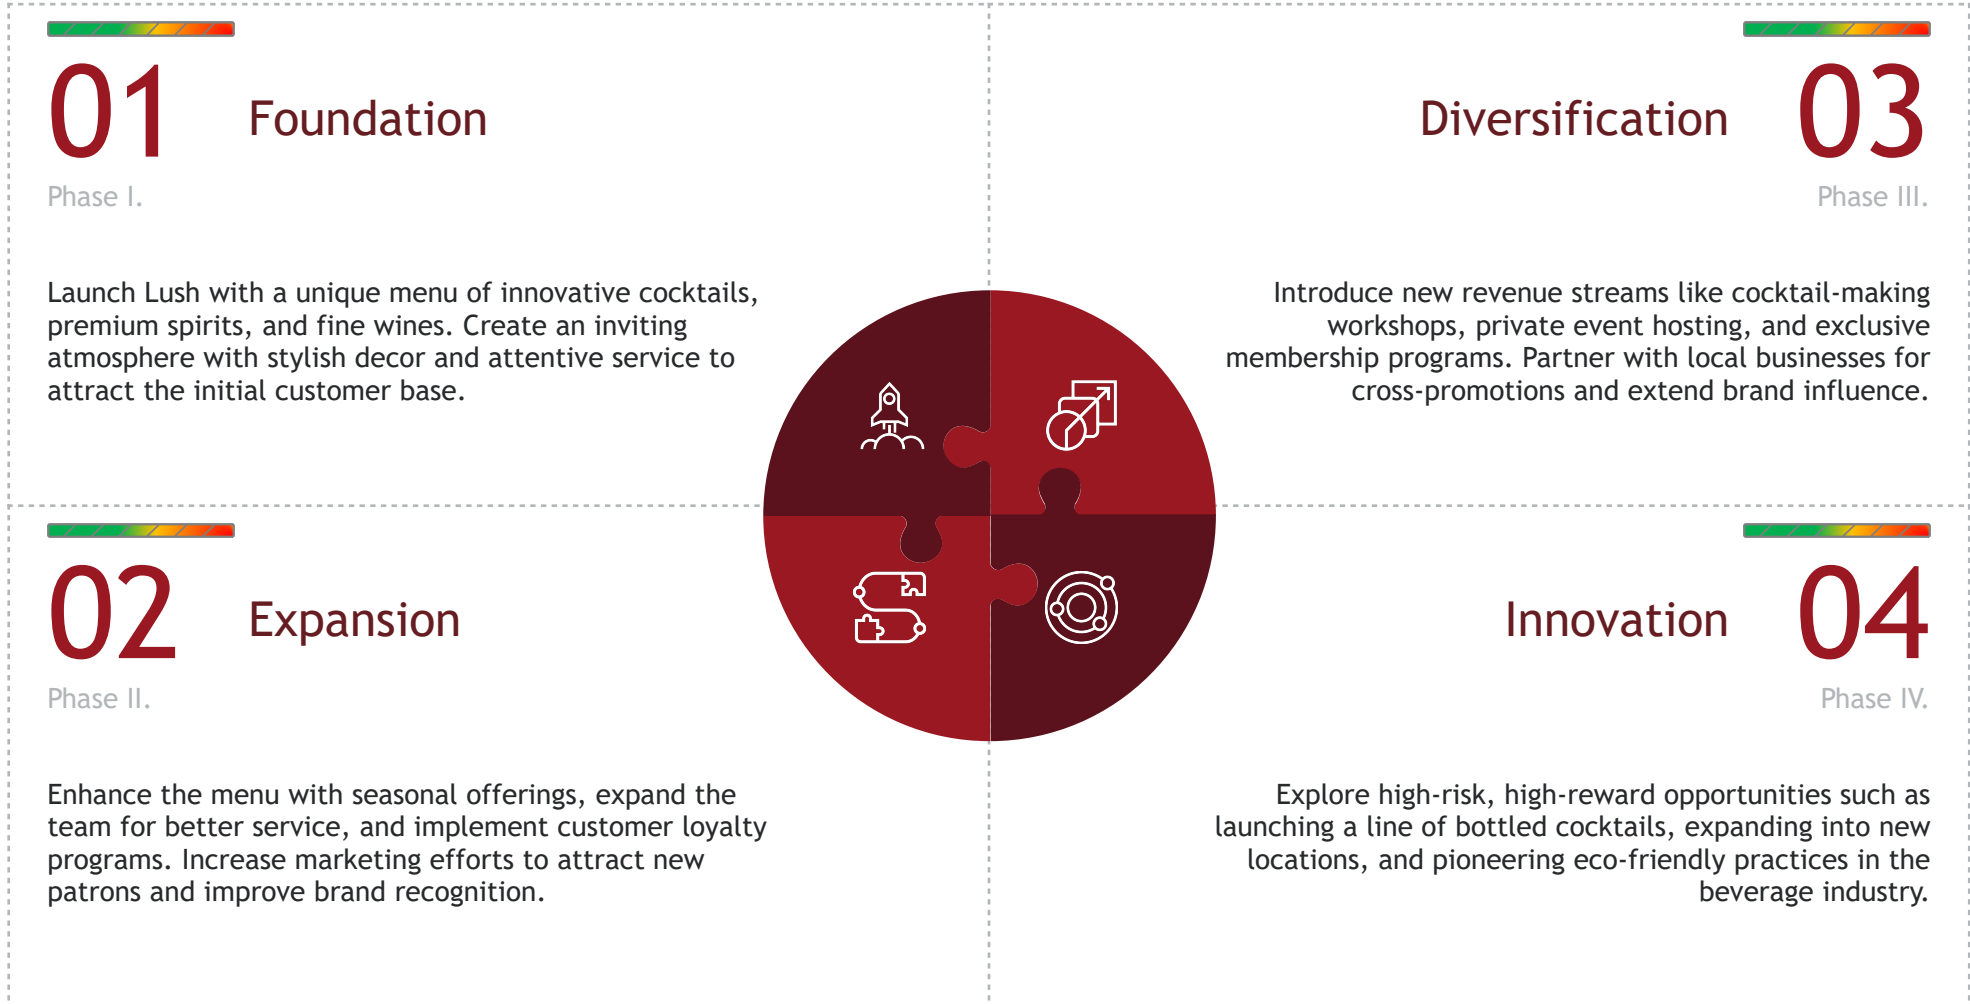 01
Foundation
Phase I.
Launch Lush with a unique menu of innovative cocktails,
premium spirits, and fine wines. Create an inviting
atmosphere with stylish decor and attentive service to
attract the initial customer base.
02
Expansion
Phase II.
Enhance the menu with seasonal offerings, expand the
team for better service, and implement customer loyalty
programs. Increase marketing efforts to attract new
patrons and improve brand recognition.
Diversification
03
Phase III.
Introduce new revenue streams like cocktail-making
workshops, private event hosting, and exclusive
membership programs. Partner with local businesses for
cross-promotions and extend brand influence.
Innovation
04
Phase IV.
Explore high-risk, high-reward opportunities such as
launching a line of bottled cocktails, expanding into new
locations, and pioneering eco-friendly practices in the
beverage industry.